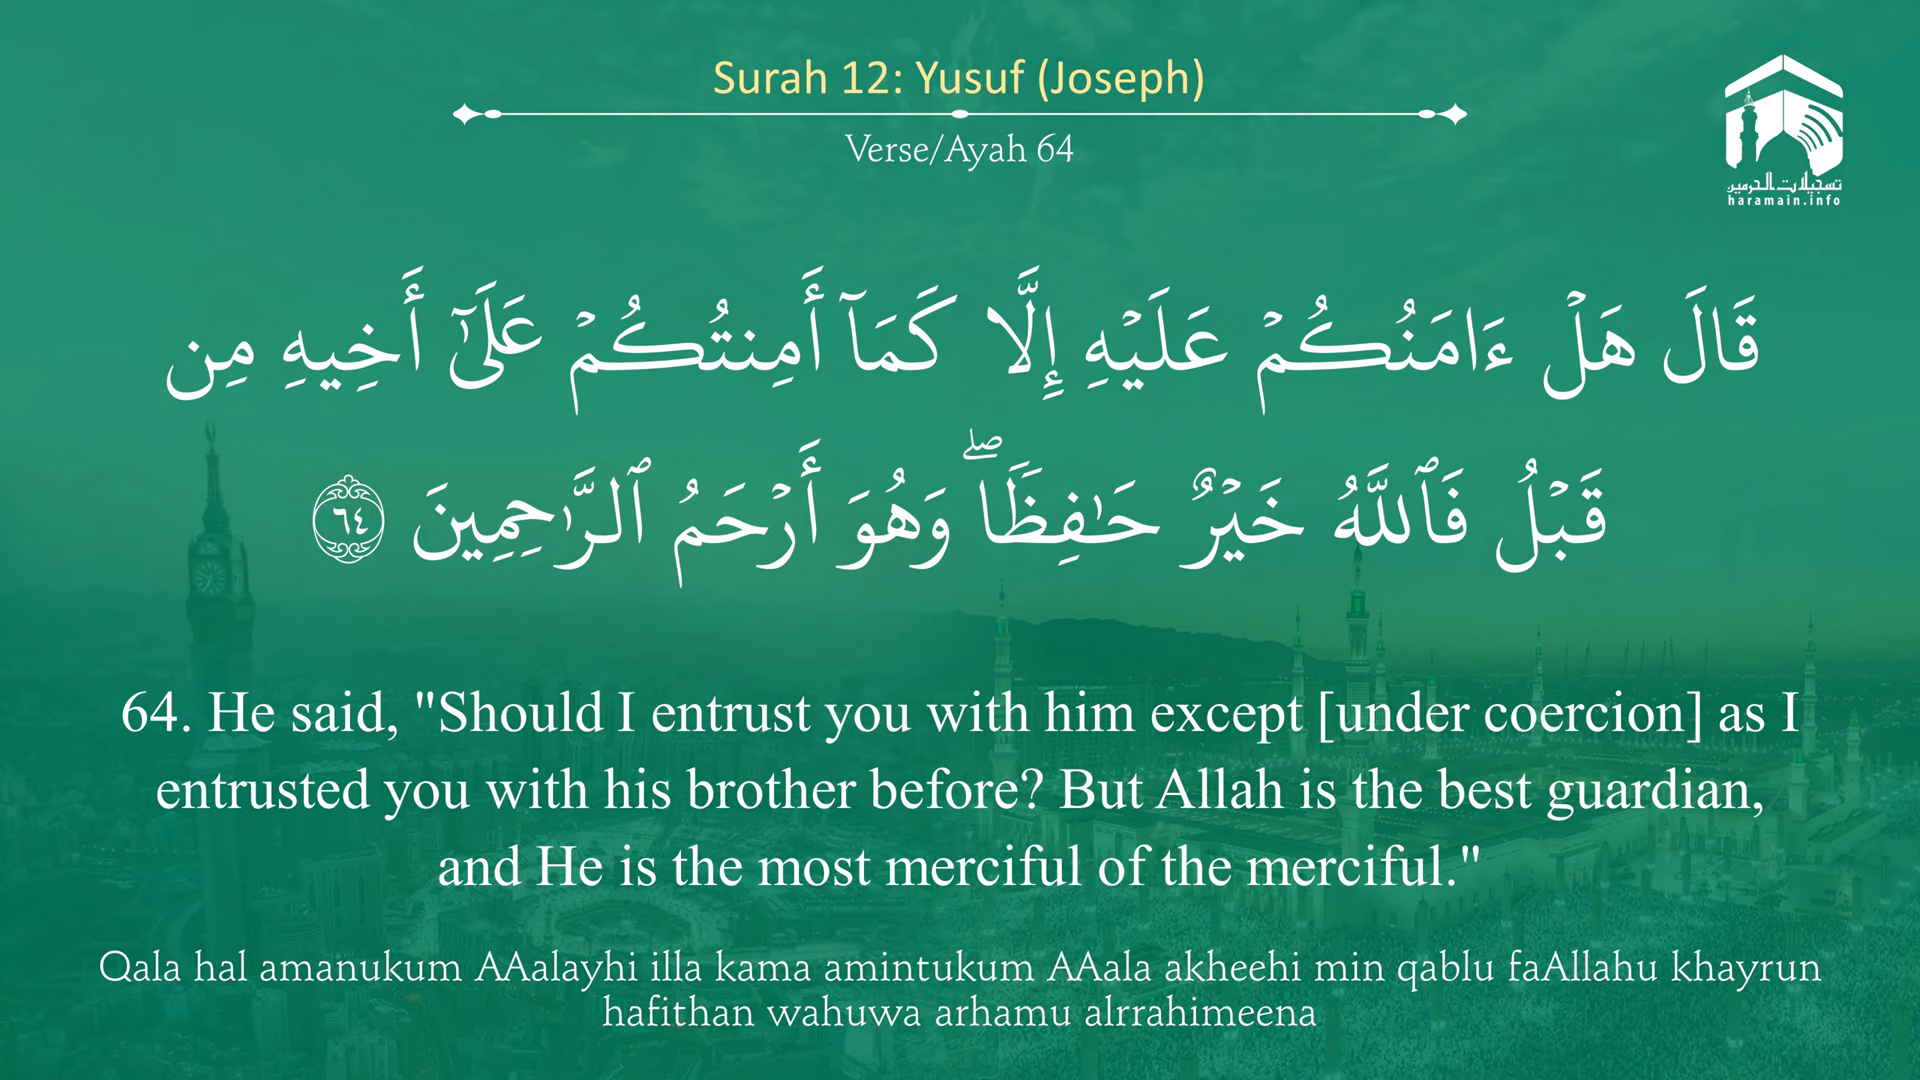 Surah 12: Yusuf (Joseph)
Verse/Ayah 64
تسجيلات الحرمين
haramain.info
قَالَ هَلْ ءَامَنُكُمْ عَلَيْهِ إِلَّا كَمَآ أَمِنتُكُمْ عَلَىٰٓ أَخِيهِ مِن
قَبْلُ فَٱللَّهُ خَيْرٌ حَـٰفِظًا ۖ وَهُوَ أَرْحَمُ ٱلرَّٰحِمِينَ ٦٤
64. He said, "Should I entrust you with him except [under coercion] as I
entrusted you with his brother before? But Allah is the best guardian,
and He is the most merciful of the merciful."
Qala hal amanukum AAalayhi illa kama amintukum AAala akheehi min qablu faAllahu khayrun
hafithan wahuwa arhamu alrrahimeena